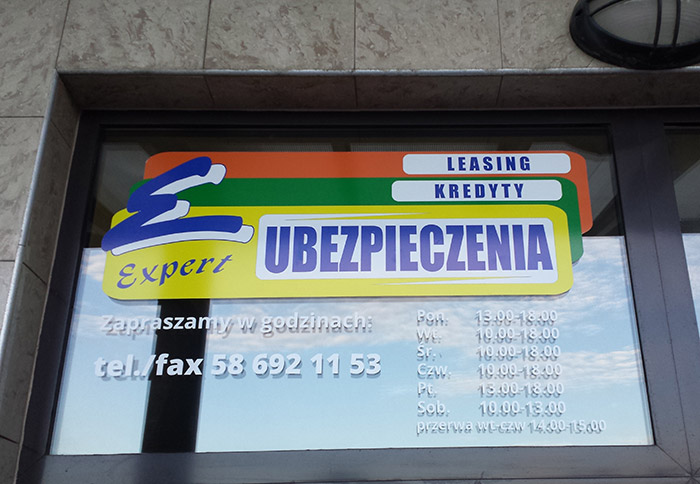 LEASING
KREDYTY
E
Expert
UBEZPIECZENIA
Zapraszamy w godzinach:
tel./fax 58 692 11 53
Pon. 13.00-18.00
Wt. 10.00-18.00
Śr. 10.00-18.00
Czw. 10.00-18.00
Pt. 13.00-18.00
Sob. 10.00-13.00
przerwa wt-czw 14.00-15.00